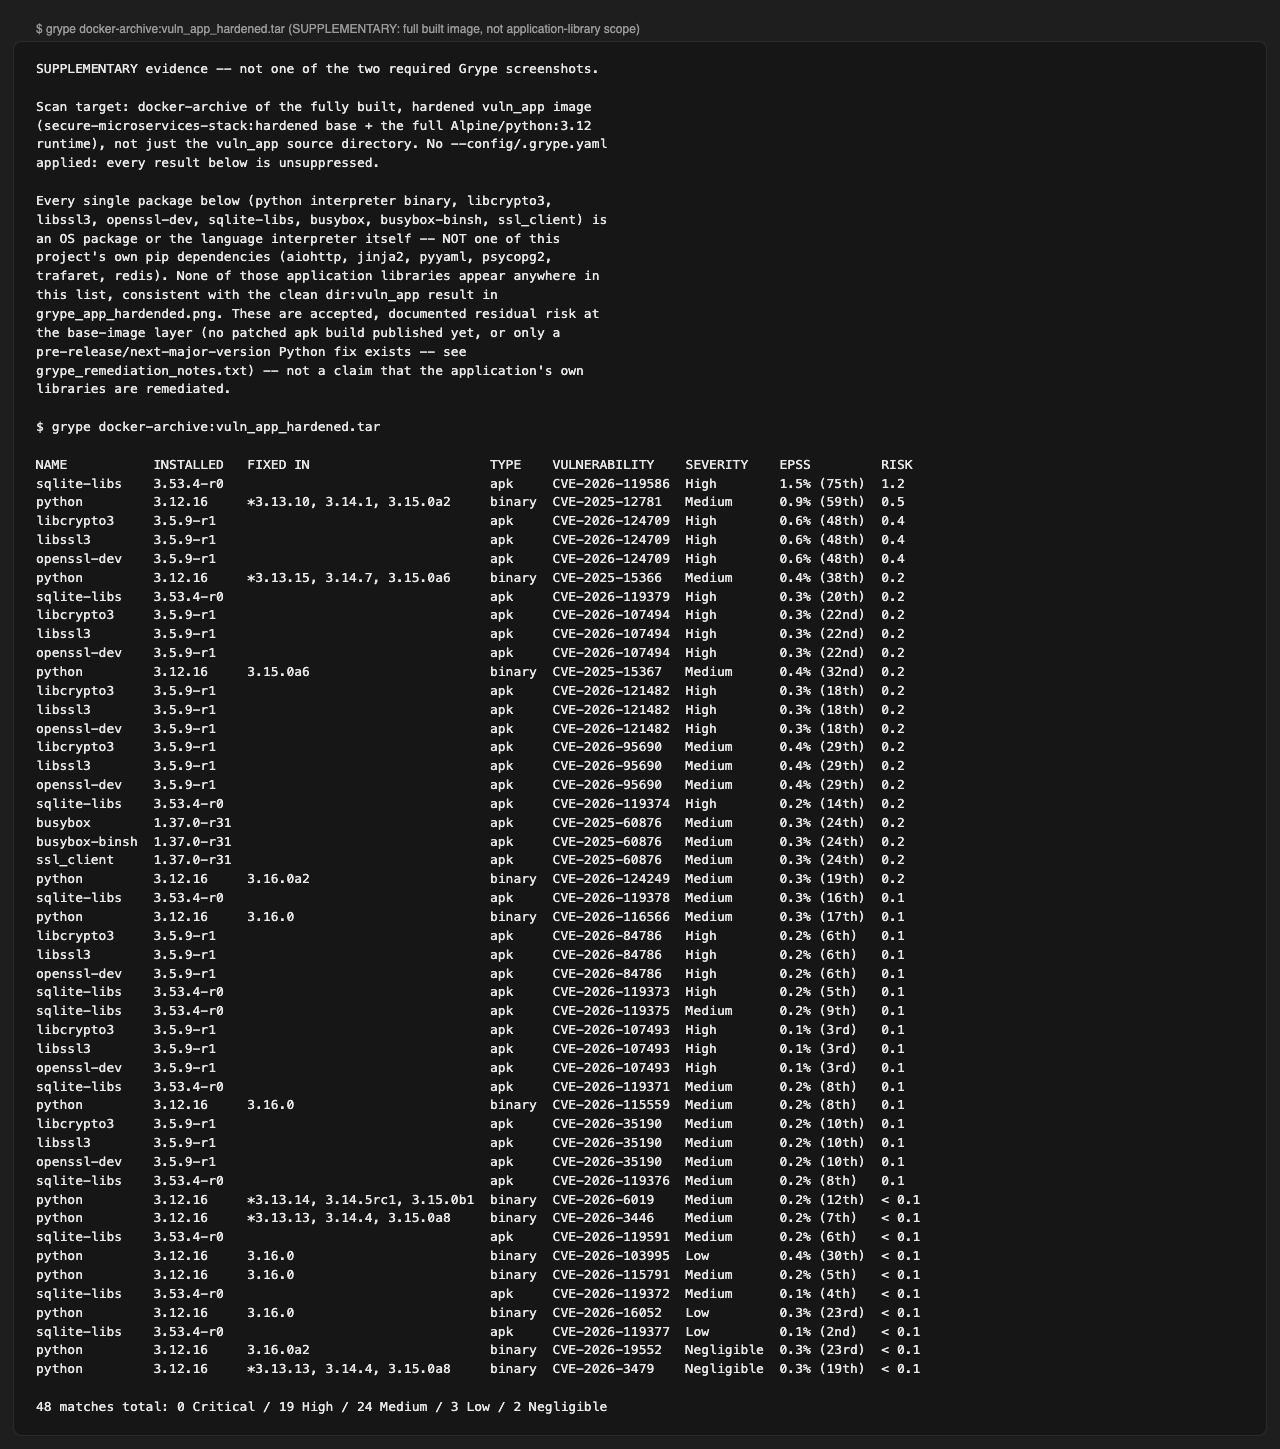 $ grype docker-archive:vuln_app_hardened.tar (SUPPLEMENTARY: full built image, not application-library scope)
SUPPLEMENTARY evidence -- not one of the two required Grype screenshots.
Scan target: docker-archive of the fully built, hardened vuln_app image
(secure-microservices-stack:hardened base + the full Alpine/python:3.12
runtime), not just the vuln_app source directory. No --config/.grype.yaml
applied: every result below is unsuppressed.
Every single package below (python interpreter binary, libcrypto3,
libssl3, openssl-dev, sqlite-libs, busybox, busybox-binsh, ssl_client) is
an OS package or the language interpreter itself -- NOT one of this
project's own pip dependencies (aiohttp, jinja2, pyyaml, psycopg2,
trafaret, redis). None of those application libraries appear anywhere in
this list, consistent with the clean dir:vuln_app result in
grype_app_hardended.png. These are accepted, documented residual risk at
the base-image layer (no patched apk build published yet, or only a
pre-release/next-major-version Python fix exists -- see
grype_remediation_notes.txt) -- not a claim that the application's own
libraries are remediated.
$ grype docker-archive:vuln_app_hardened.tar
NAME INSTALLED FIXED IN TYPE VULNERABILITY SEVERITY EPSS RISK
sqlite-libs 3.53.4-r0 apk CVE-2026-119586 High 1.5% (75th) 1.2
python 3.12.16 *3.13.10, 3.14.1, 3.15.0a2 binary CVE-2025-12781 Medium 0.9% (59th) 0.5
libcrypto3 3.5.9-r1 apk CVE-2026-124709 High 0.6% (48th) 0.4
libssl3 3.5.9-r1 apk CVE-2026-124709 High 0.6% (48th) 0.4
openssl-dev 3.5.9-r1 apk CVE-2026-124709 High 0.6% (48th) 0.4
python 3.12.16 *3.13.15, 3.14.7, 3.15.0a6 binary CVE-2025-15366 Medium 0.4% (38th) 0.2
sqlite-libs 3.53.4-r0 apk CVE-2026-119379 High 0.3% (20th) 0.2
libcrypto3 3.5.9-r1 apk CVE-2026-107494 High 0.3% (22nd) 0.2
libssl3 3.5.9-r1 apk CVE-2026-107494 High 0.3% (22nd) 0.2
openssl-dev 3.5.9-r1 apk CVE-2026-107494 High 0.3% (22nd) 0.2
python 3.12.16 3.15.0a6 binary CVE-2025-15367 Medium 0.4% (32nd) 0.2
libcrypto3 3.5.9-r1 apk CVE-2026-121482 High 0.3% (18th) 0.2
libssl3 3.5.9-r1 apk CVE-2026-121482 High 0.3% (18th) 0.2
openssl-dev 3.5.9-r1 apk CVE-2026-121482 High 0.3% (18th) 0.2
libcrypto3 3.5.9-r1 apk CVE-2026-95690 Medium 0.4% (29th) 0.2
libssl3 3.5.9-r1 apk CVE-2026-95690 Medium 0.4% (29th) 0.2
openssl-dev 3.5.9-r1 apk CVE-2026-95690 Medium 0.4% (29th) 0.2
sqlite-libs 3.53.4-r0 apk CVE-2026-119374 High 0.2% (14th) 0.2
busybox 1.37.0-r31 apk CVE-2025-60876 Medium 0.3% (24th) 0.2
busybox-binsh 1.37.0-r31 apk CVE-2025-60876 Medium 0.3% (24th) 0.2
ssl_client 1.37.0-r31 apk CVE-2025-60876 Medium 0.3% (24th) 0.2
python 3.12.16 3.16.0a2 binary CVE-2026-124249 Medium 0.3% (19th) 0.2
sqlite-libs 3.53.4-r0 apk CVE-2026-119378 Medium 0.3% (16th) 0.1
python 3.12.16 3.16.0 binary CVE-2026-116566 Medium 0.3% (17th) 0.1
libcrypto3 3.5.9-r1 apk CVE-2026-84786 High 0.2% (6th) 0.1
libssl3 3.5.9-r1 apk CVE-2026-84786 High 0.2% (6th) 0.1
openssl-dev 3.5.9-r1 apk CVE-2026-84786 High 0.2% (6th) 0.1
sqlite-libs 3.53.4-r0 apk CVE-2026-119373 High 0.2% (5th) 0.1
sqlite-libs 3.53.4-r0 apk CVE-2026-119375 Medium 0.2% (9th) 0.1
libcrypto3 3.5.9-r1 apk CVE-2026-107493 High 0.1% (3rd) 0.1
libssl3 3.5.9-r1 apk CVE-2026-107493 High 0.1% (3rd) 0.1
openssl-dev 3.5.9-r1 apk CVE-2026-107493 High 0.1% (3rd) 0.1
sqlite-libs 3.53.4-r0 apk CVE-2026-119371 Medium 0.2% (8th) 0.1
python 3.12.16 3.16.0 binary CVE-2026-115559 Medium 0.2% (8th) 0.1
libcrypto3 3.5.9-r1 apk CVE-2026-35190 Medium 0.2% (10th) 0.1
libssl3 3.5.9-r1 apk CVE-2026-35190 Medium 0.2% (10th) 0.1
openssl-dev 3.5.9-r1 apk CVE-2026-35190 Medium 0.2% (10th) 0.1
sqlite-libs 3.53.4-r0 apk CVE-2026-119376 Medium 0.2% (8th) 0.1
python 3.12.16 *3.13.14, 3.14.5rc1, 3.15.0b1 binary CVE-2026-6019 Medium 0.2% (12th) < 0.1
python 3.12.16 *3.13.13, 3.14.4, 3.15.0a8 binary CVE-2026-3446 Medium 0.2% (7th) < 0.1
sqlite-libs 3.53.4-r0 apk CVE-2026-119591 Medium 0.2% (6th) < 0.1
python 3.12.16 3.16.0 binary CVE-2026-103995 Low 0.4% (30th) < 0.1
python 3.12.16 3.16.0 binary CVE-2026-115791 Medium 0.2% (5th) < 0.1
sqlite-libs 3.53.4-r0 apk CVE-2026-119372 Medium 0.1% (4th) < 0.1
python 3.12.16 3.16.0 binary CVE-2026-16052 Low 0.3% (23rd) < 0.1
sqlite-libs 3.53.4-r0 apk CVE-2026-119377 Low 0.1% (2nd) < 0.1
python 3.12.16 3.16.0a2 binary CVE-2026-19552 Negligible 0.3% (23rd) < 0.1
python 3.12.16 *3.13.13, 3.14.4, 3.15.0a8 binary CVE-2026-3479 Negligible 0.3% (19th) < 0.1
48 matches total: 0 Critical / 19 High / 24 Medium / 3 Low / 2 Negligible